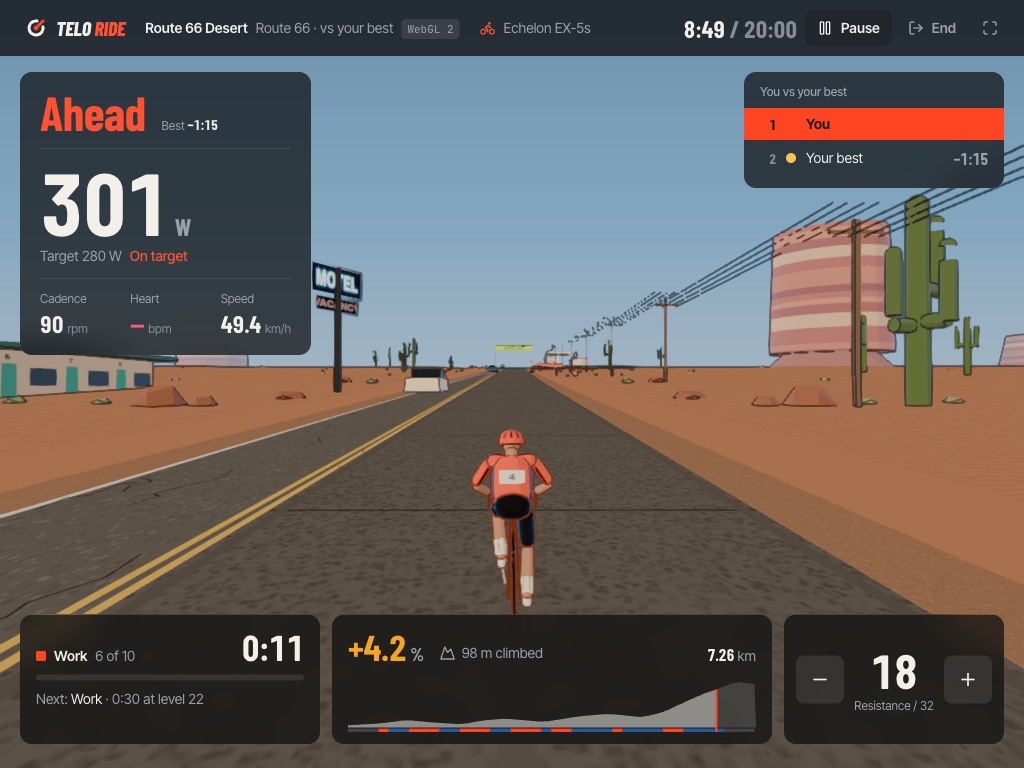 TELO RIDE
Route 66 Desert Route 66 · vs your best WebGL 2 Echelon EX-5s
8:49 / 20:00 Pause End
Ahead Best −1:15
301 W
Target 280 W On target
Cadence Heart Speed
90 rpm – bpm 49.4 km/h
You vs your best
1 You
2 Your best −1:15
MOTEL
VACANCY
4
Work 6 of 10 0:11
Next: Work · 0:30 at level 22
+4.2 % 98 m climbed 7.26 km
− 18 +
Resistance / 32